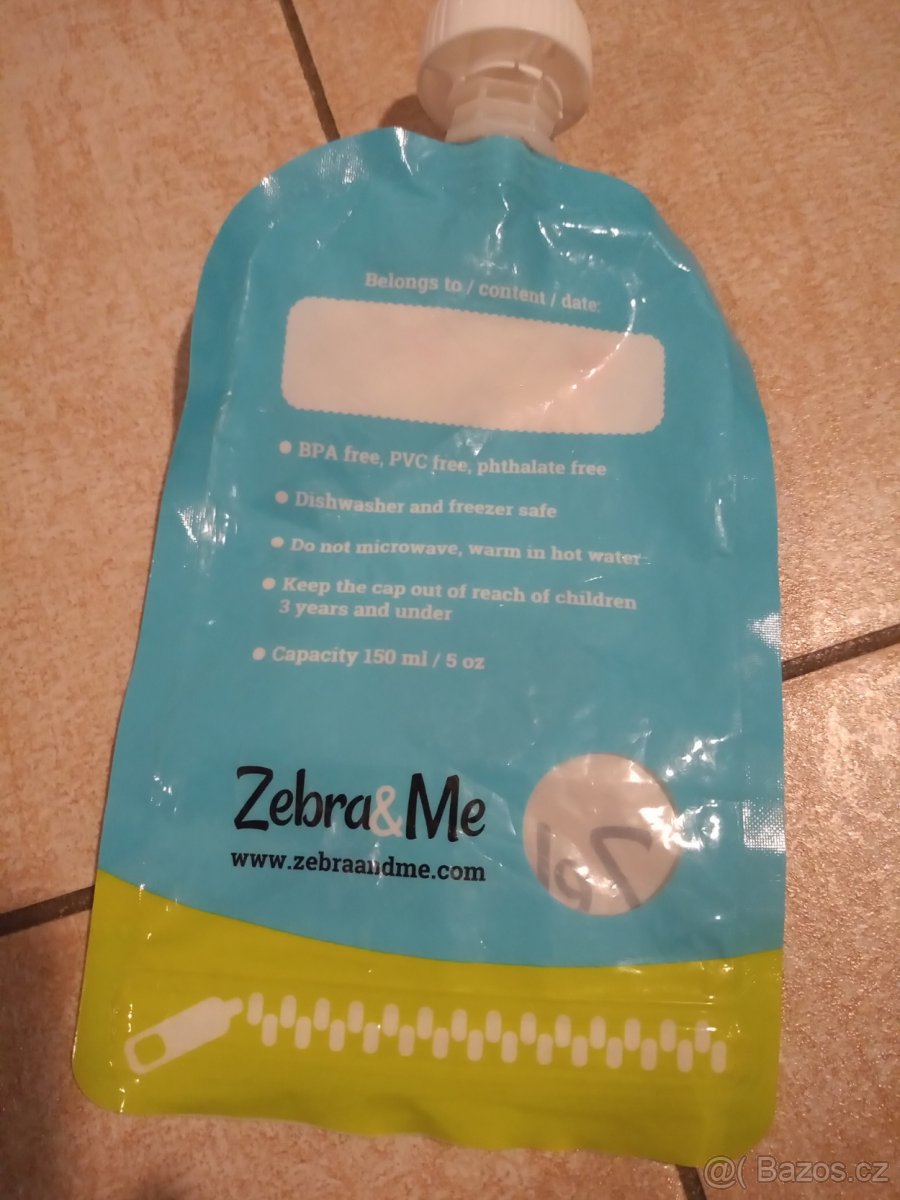 Belongs to / content / date:
• BPA free, PVC free, phthalate free
• Dishwasher and freezer safe
• Do not microwave, warm in hot water
• Keep the cap out of reach of children
3 years and under
• Capacity 150 ml / 5 oz
Zebra&Me
www.zebraandme.com
@( Bazos.cz